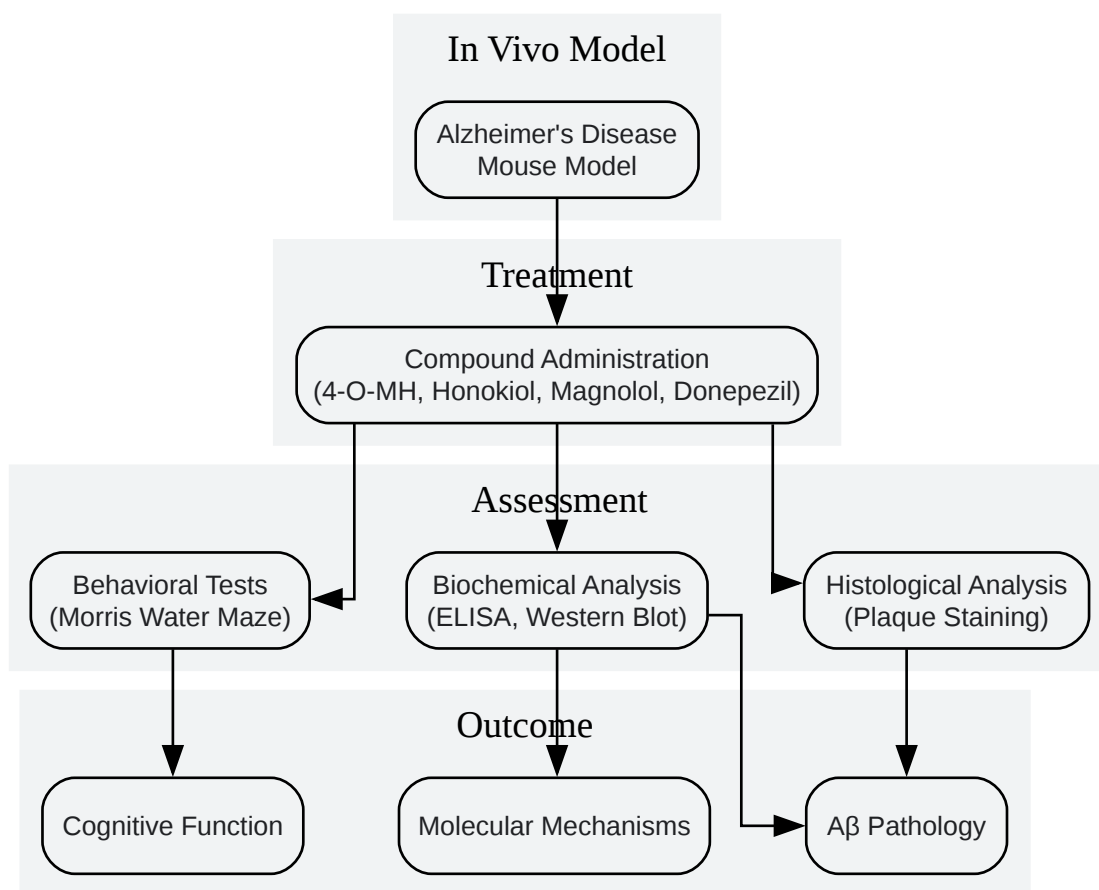 In Vivo Model
Alzheimer's Disease
Mouse Model
Treatment
Compound Administration
(4-O-MH, Honokiol, Magnolol, Donepezil)
Assessment
Behavioral Tests
(Morris Water Maze)
Biochemical Analysis
(ELISA, Western Blot)
Histological Analysis
(Plaque Staining)
Outcome
Cognitive Function
Molecular Mechanisms
Aβ Pathology